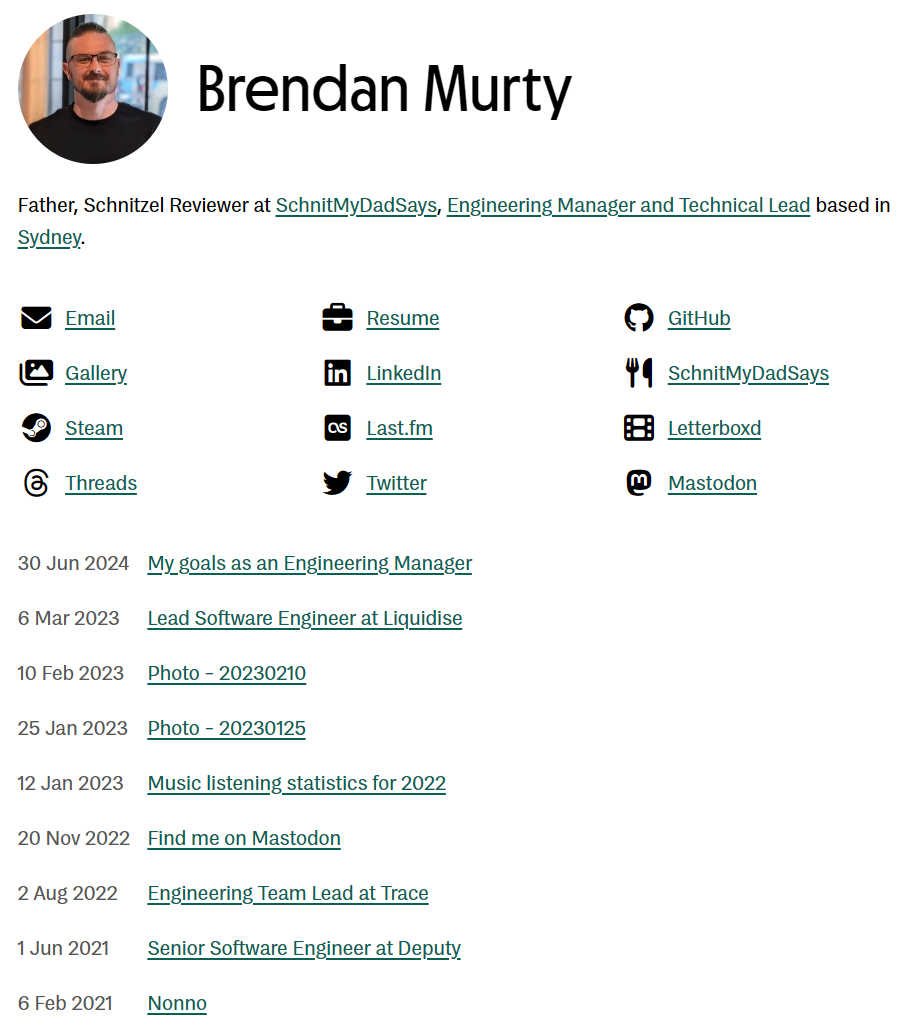 Brendan Murty
Father, Schnitzel Reviewer at SchnitMyDadSays, Engineering Manager and Technical Lead based in
Sydney.
Email Resume GitHub
Gallery LinkedIn SchnitMyDadSays
Steam Last.fm Letterboxd
Threads Twitter Mastodon
30 Jun 2024 My goals as an Engineering Manager
6 Mar 2023 Lead Software Engineer at Liquidise
10 Feb 2023 Photo - 20230210
25 Jan 2023 Photo - 20230125
12 Jan 2023 Music listening statistics for 2022
20 Nov 2022 Find me on Mastodon
2 Aug 2022 Engineering Team Lead at Trace
1 Jun 2021 Senior Software Engineer at Deputy
6 Feb 2021 Nonno